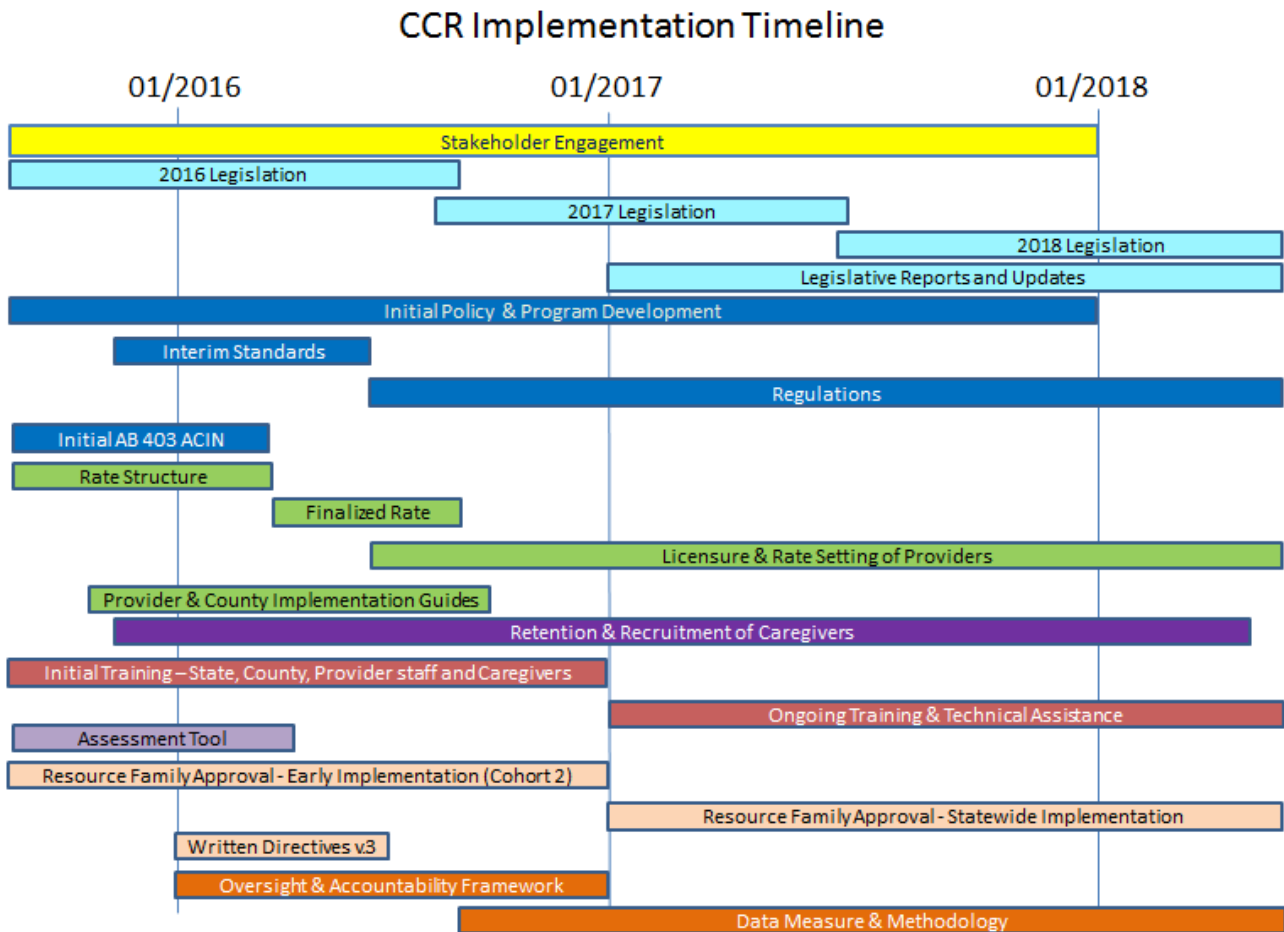 CCR Implementation Timeline
01/2016 01/2017 01/2018
Stakeholder Engagement
2016 Legislation
2017 Legislation
2018 Legislation
Legislative Reports and Updates
Initial Policy & Program Development
Interim Standards
Regulations
Initial AB 403 ACIN
Rate Structure
Finalized Rate
Licensure & Rate Setting of Providers
Provider & County Implementation Guides
Retention & Recruitment of Caregivers
Initial Training – State, County, Provider staff and Caregivers
Ongoing Training & Technical Assistance
Assessment Tool
Resource Family Approval - Early Implementation (Cohort 2)
Resource Family Approval - Statewide Implementation
Written Directives v.3
Oversight & Accountability Framework
Data Measure & Methodology